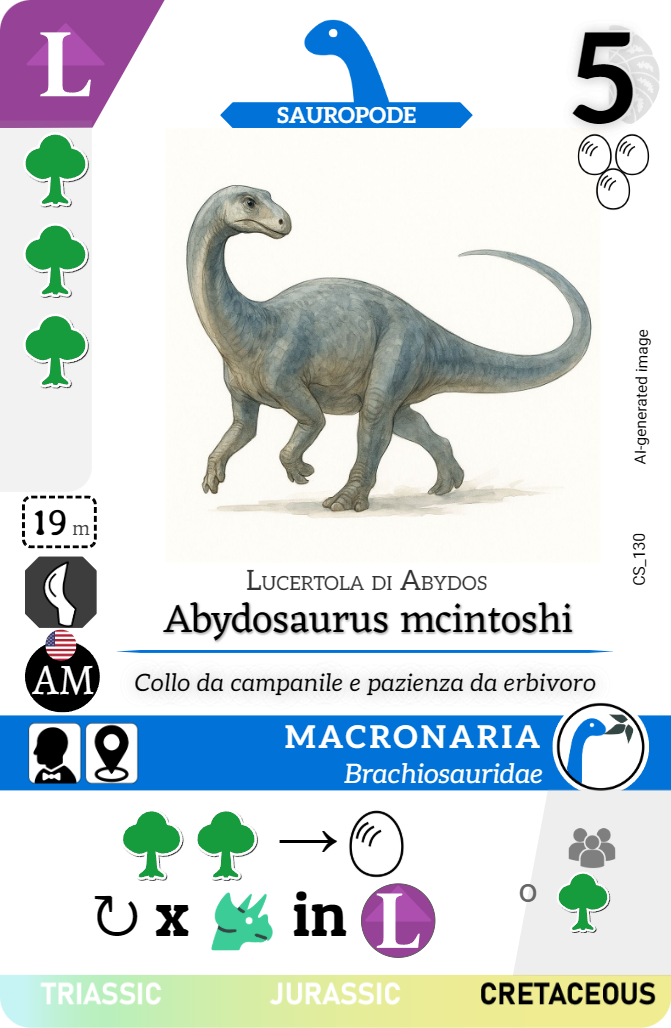 L
SAUROPODE
5
19 m
AI-generated image
CS_130
Lucertola di Abydos
Abydosaurus mcintoshi
AM
Collo da campanile e pazienza da erbivoro
MACRONARIA
Brachiosauridae
→
↻ x in L
o
TRIASSIC JURASSIC CRETACEOUS